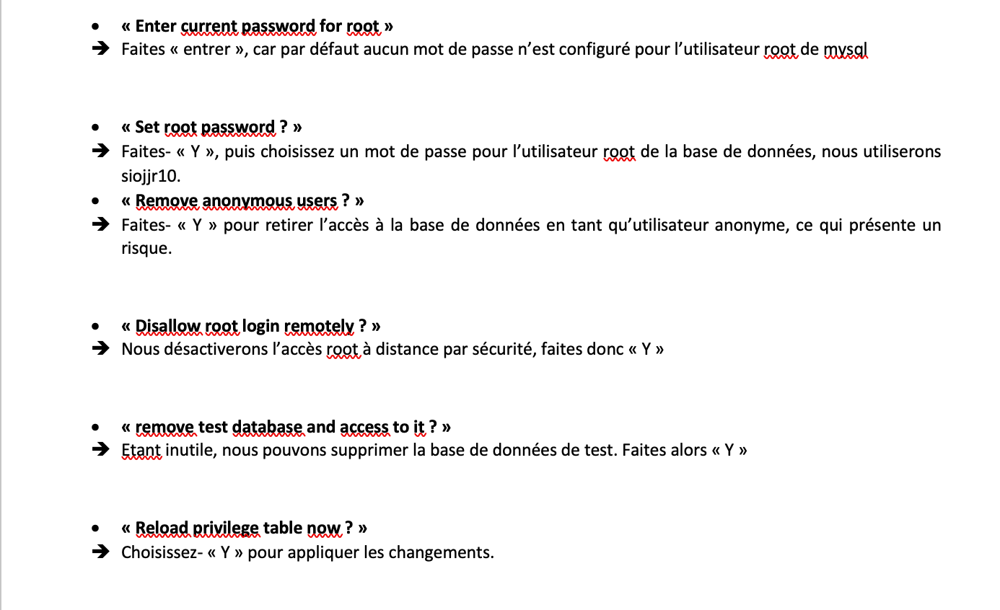 • « Enter current password for root »
➔ Faites « entrer », car par défaut aucun mot de passe n’est configuré pour l’utilisateur root de mysql
• « Set root password ? »
➔ Faites- « Y », puis choisissez un mot de passe pour l’utilisateur root de la base de données, nous utiliserons
siojjr10.
• « Remove anonymous users ? »
➔ Faites- « Y » pour retirer l’accès à la base de données en tant qu’utilisateur anonyme, ce qui présente un
risque.
• « Disallow root login remotely ? »
➔ Nous désactiverons l’accès root à distance par sécurité, faites donc « Y »
• « remove test database and access to it ? »
➔ Etant inutile, nous pouvons supprimer la base de données de test. Faites alors « Y »
• « Reload privilege table now ? »
➔ Choisissez- « Y » pour appliquer les changements.